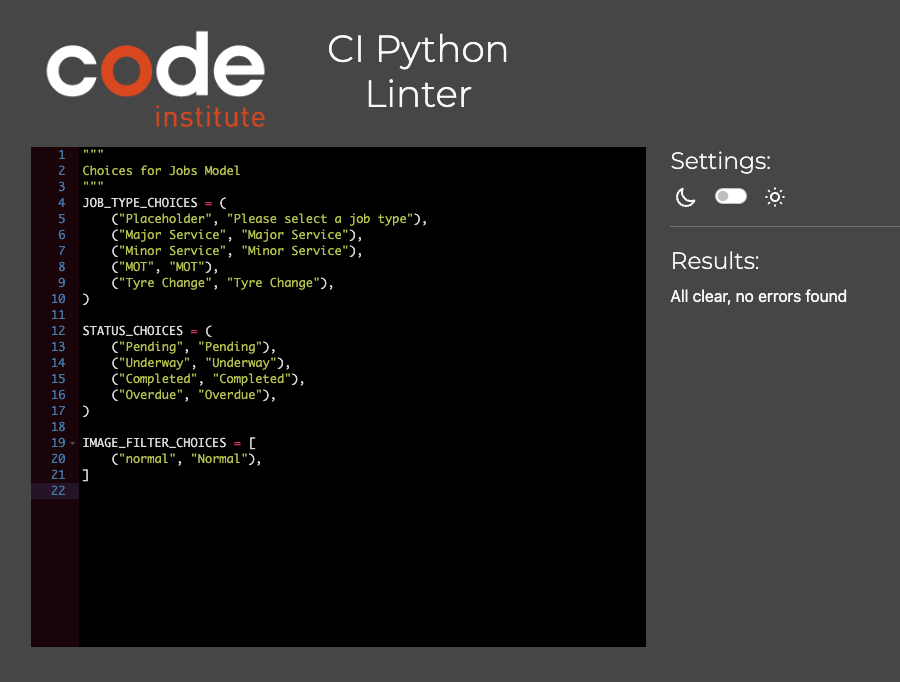 code
institute
CI Python
Linter
1 """
2 Choices for Jobs Model
3 """
4 JOB_TYPE_CHOICES = (
5     ("Placeholder", "Please select a job type"),
6     ("Major Service", "Major Service"),
7     ("Minor Service", "Minor Service"),
8     ("MOT", "MOT"),
9     ("Tyre Change", "Tyre Change"),
10 )
11
12 STATUS_CHOICES = (
13     ("Pending", "Pending"),
14     ("Underway", "Underway"),
15     ("Completed", "Completed"),
16     ("Overdue", "Overdue"),
17 )
18
19 IMAGE_FILTER_CHOICES = [
20     ("normal", "Normal"),
21 ]
22
Settings:
Results:
All clear, no errors found